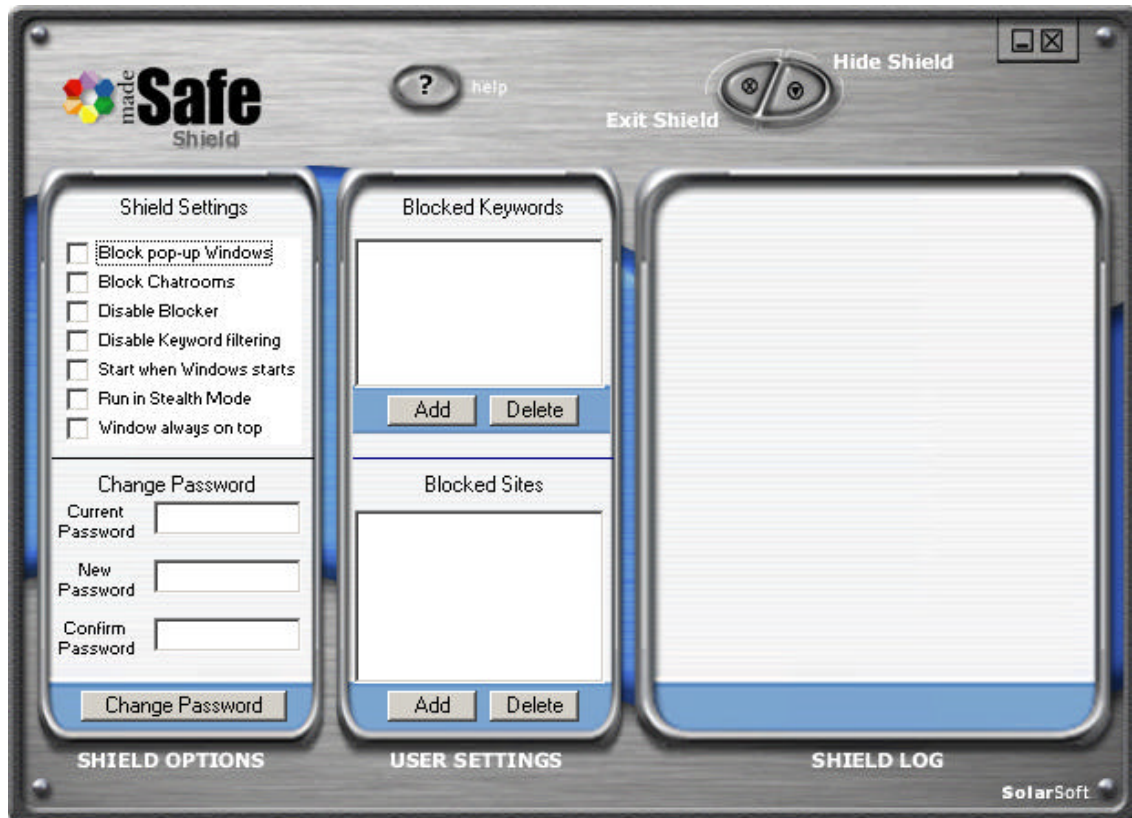 made Safe
Shield
?
help
Hide Shield
Exit Shield
Shield Settings
Block pop-up Windows
Block Chatrooms
Disable Blocker
Disable Keyword filtering
Start when Windows starts
Run in Stealth Mode
Window always on top
Change Password
Current
Password
New
Password
Confirm
Password
Change Password
SHIELD OPTIONS
Blocked Keywords
Add Delete
Blocked Sites
Add Delete
USER SETTINGS
SHIELD LOG
SolarSoft